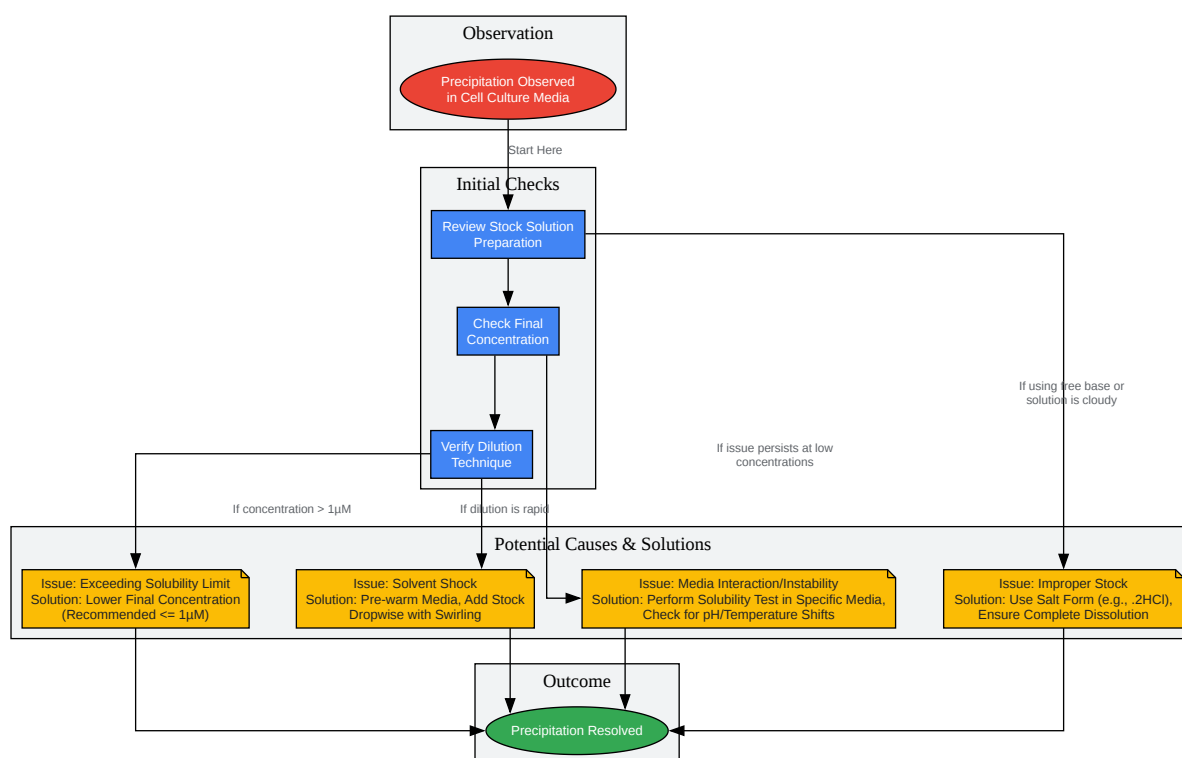 Observation
Precipitation Observed
in Cell Culture Media
Start Here
Initial Checks
Review Stock Solution
Preparation
Check Final
Concentration
If using free base or
solution is cloudy
Verify Dilution
Technique
If issue persists at low
concentrations
If concentration > 1µM
If dilution is rapid
Potential Causes & Solutions
Issue: Exceeding Solubility Limit
Solution: Lower Final Concentration
(Recommended <= 1µM)
Issue: Solvent Shock
Solution: Pre-warm Media, Add Stock
Dropwise with Swirling
Issue: Media Interaction/Instability
Solution: Perform Solubility Test in Specific Media,
Check for pH/Temperature Shifts
Issue: Improper Stock
Solution: Use Salt Form (e.g., .2HCl),
Ensure Complete Dissolution
Outcome
Precipitation Resolved